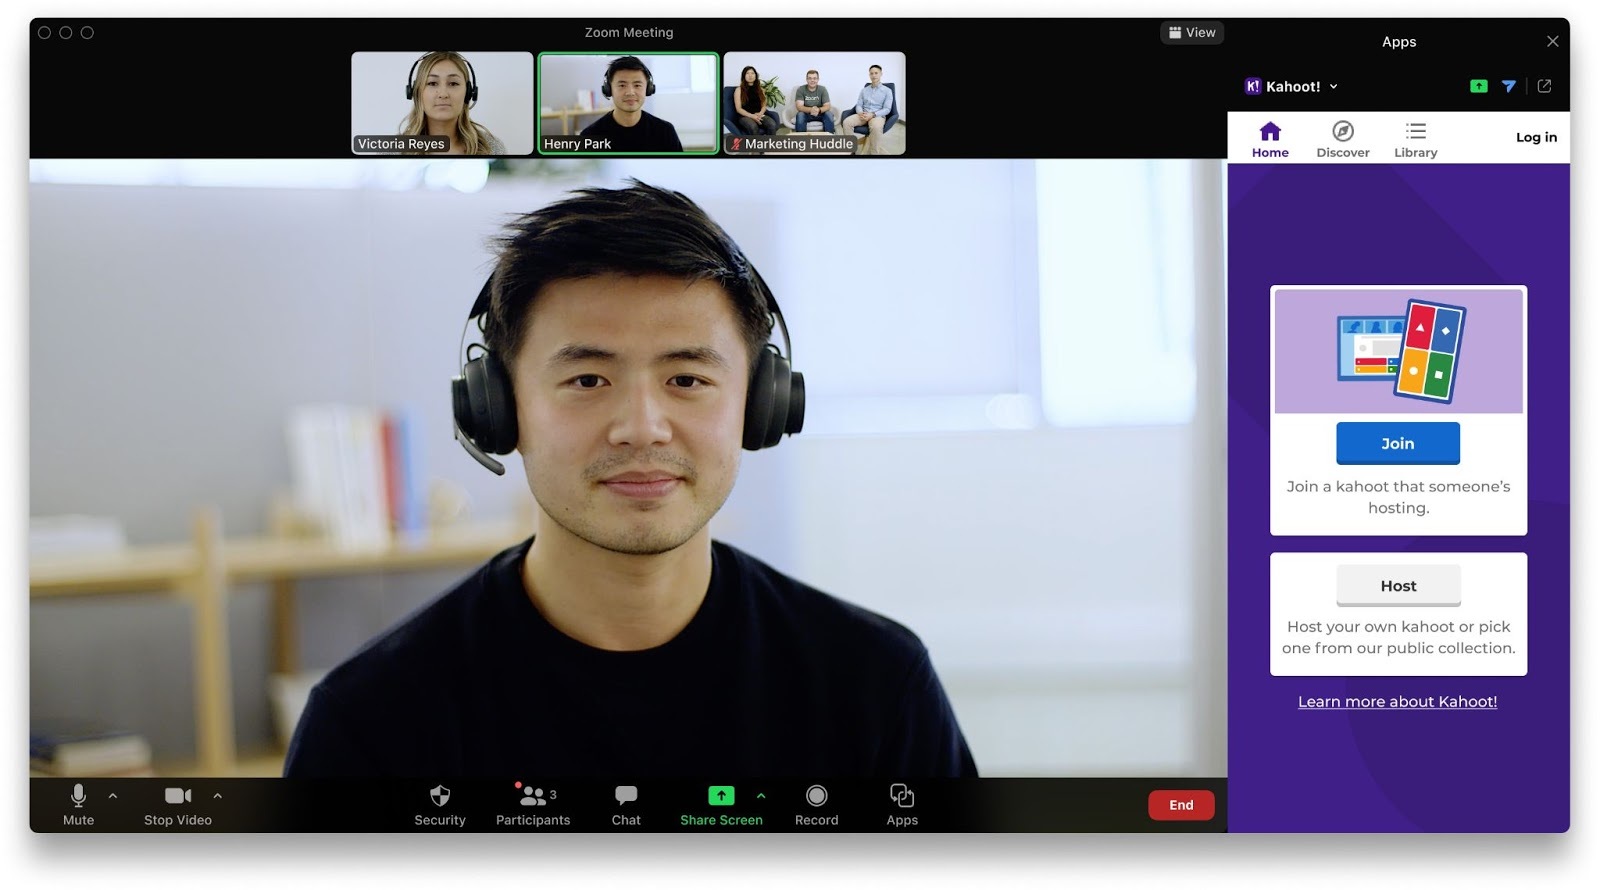 Zoom Meeting
View
Victoria Reyes
Henry Park
Marketing Huddle
Apps
K! Kahoot!
Home
Discover
Library
Log in
Join
Join a kahoot that someone's
hosting.
Host
Host your own kahoot or pick
one from our public collection.
Learn more about Kahoot!
Mute
Stop Video
Security
3
Participants
Chat
Share Screen
Record
Apps
End